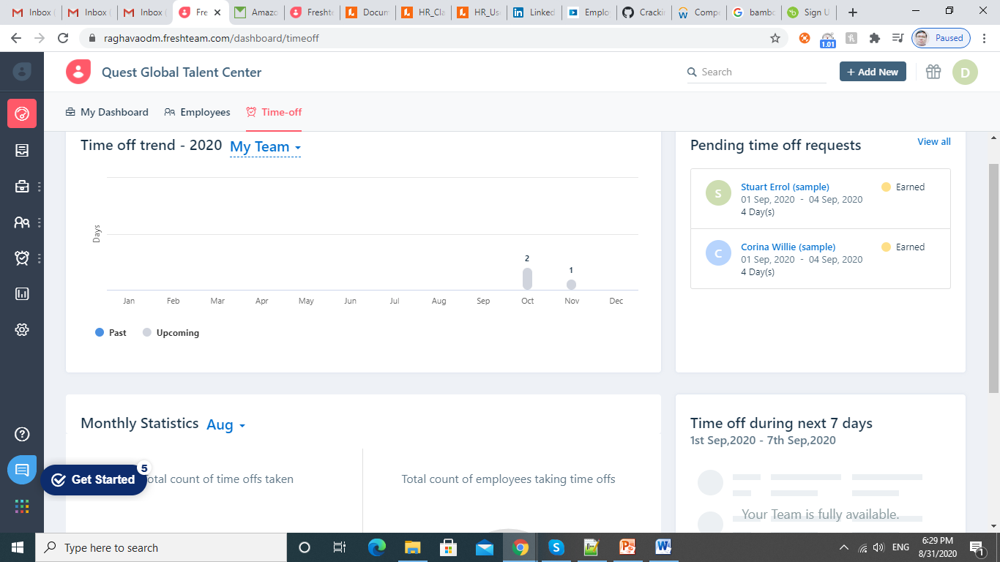 Inbox (
Inbox (
Inbox (
Fre
Amazo
Freshte
Docum
HR_Cla
HR_Use
Linked
Emplo
Crackin
Compe
bambo
Sign U
raghavaodm.freshteam.com/dashboard/timeoff
1.01
Paused
Quest Global Talent Center
Search
+ Add New
D
My Dashboard
Employees
Time-off
Time off trend - 2020 My Team
Days
2
1
Jan Feb Mar Apr May Jun Jul Aug Sep Oct Nov Dec
Past Upcoming
Pending time off requests
View all
S
Stuart Errol (sample)
Earned
01 Sep, 2020 - 04 Sep, 2020
4 Day(s)
C
Corina Willie (sample)
Earned
01 Sep, 2020 - 04 Sep, 2020
4 Day(s)
Monthly Statistics Aug
otal count of time offs taken
Total count of employees taking time offs
Time off during next 7 days
1st Sep,2020 - 7th Sep,2020
Your Team is fully available.
Get Started
5
Type here to search
ENG
6:29 PM
8/31/2020
1